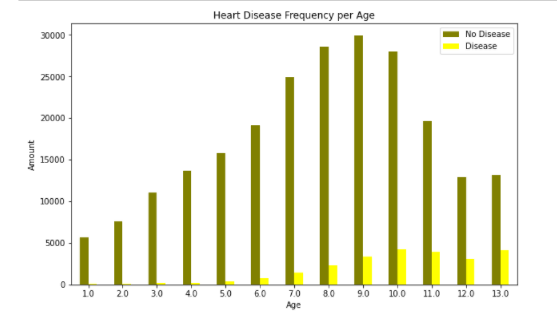 Heart Disease Frequency per Age
No Disease
Disease
Amount
30000
25000
20000
15000
10000
5000
0
1.0 2.0 3.0 4.0 5.0 6.0 7.0 8.0 9.0 10.0 11.0 12.0 13.0
Age